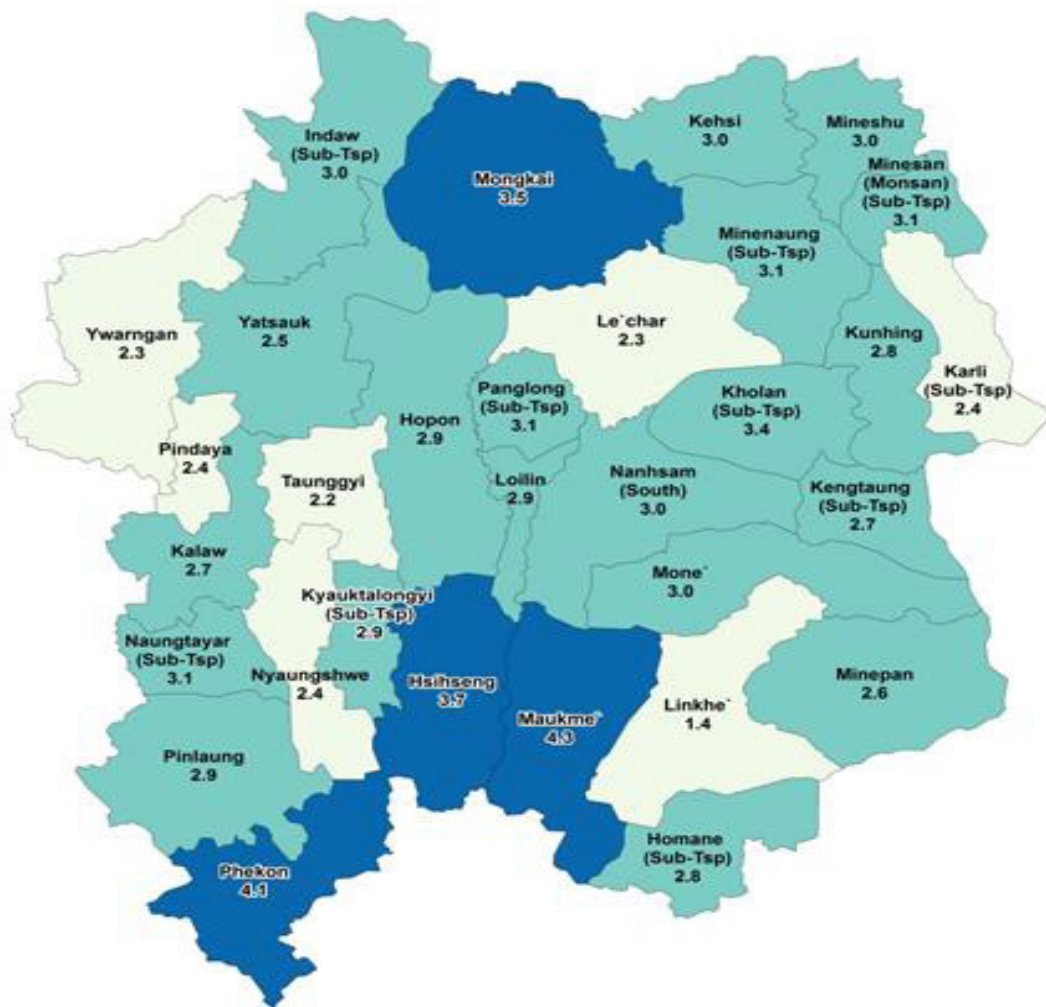 Kehsi
3.0
Mineshu
3.0
Indaw
(Sub-Tsp)
3.0
Minesan
(Monsan)
(Sub-Tsp)
3.1
Mongkai
3.5
Minenaung
(Sub-Tsp)
3.1
Ywarngan
2.3
Yatsauk
2.5
Le`char
2.3
Kunhing
2.8
Karli
(Sub-Tsp)
2.4
Panglong
(Sub-Tsp)
3.1
Kholan
(Sub-Tsp)
3.4
Hopon
2.9
Pindaya
2.4
Taunggyi
2.2
Loilin
2.9
Nanhsam
(South)
3.0
Kengtaung
(Sub-Tsp)
2.7
Kalaw
2.7
Mone`
3.0
Kyauktalongyi
(Sub-Tsp)
2.9
Naungtayar
(Sub-Tsp)
3.1
Nyaungshwe
2.4
Hsihseng
3.7
Minepan
2.6
Linkhe`
1.4
Maukme`
4.3
Pinlaung
2.9
Homane
(Sub-Tsp)
2.8
Phekon
4.1